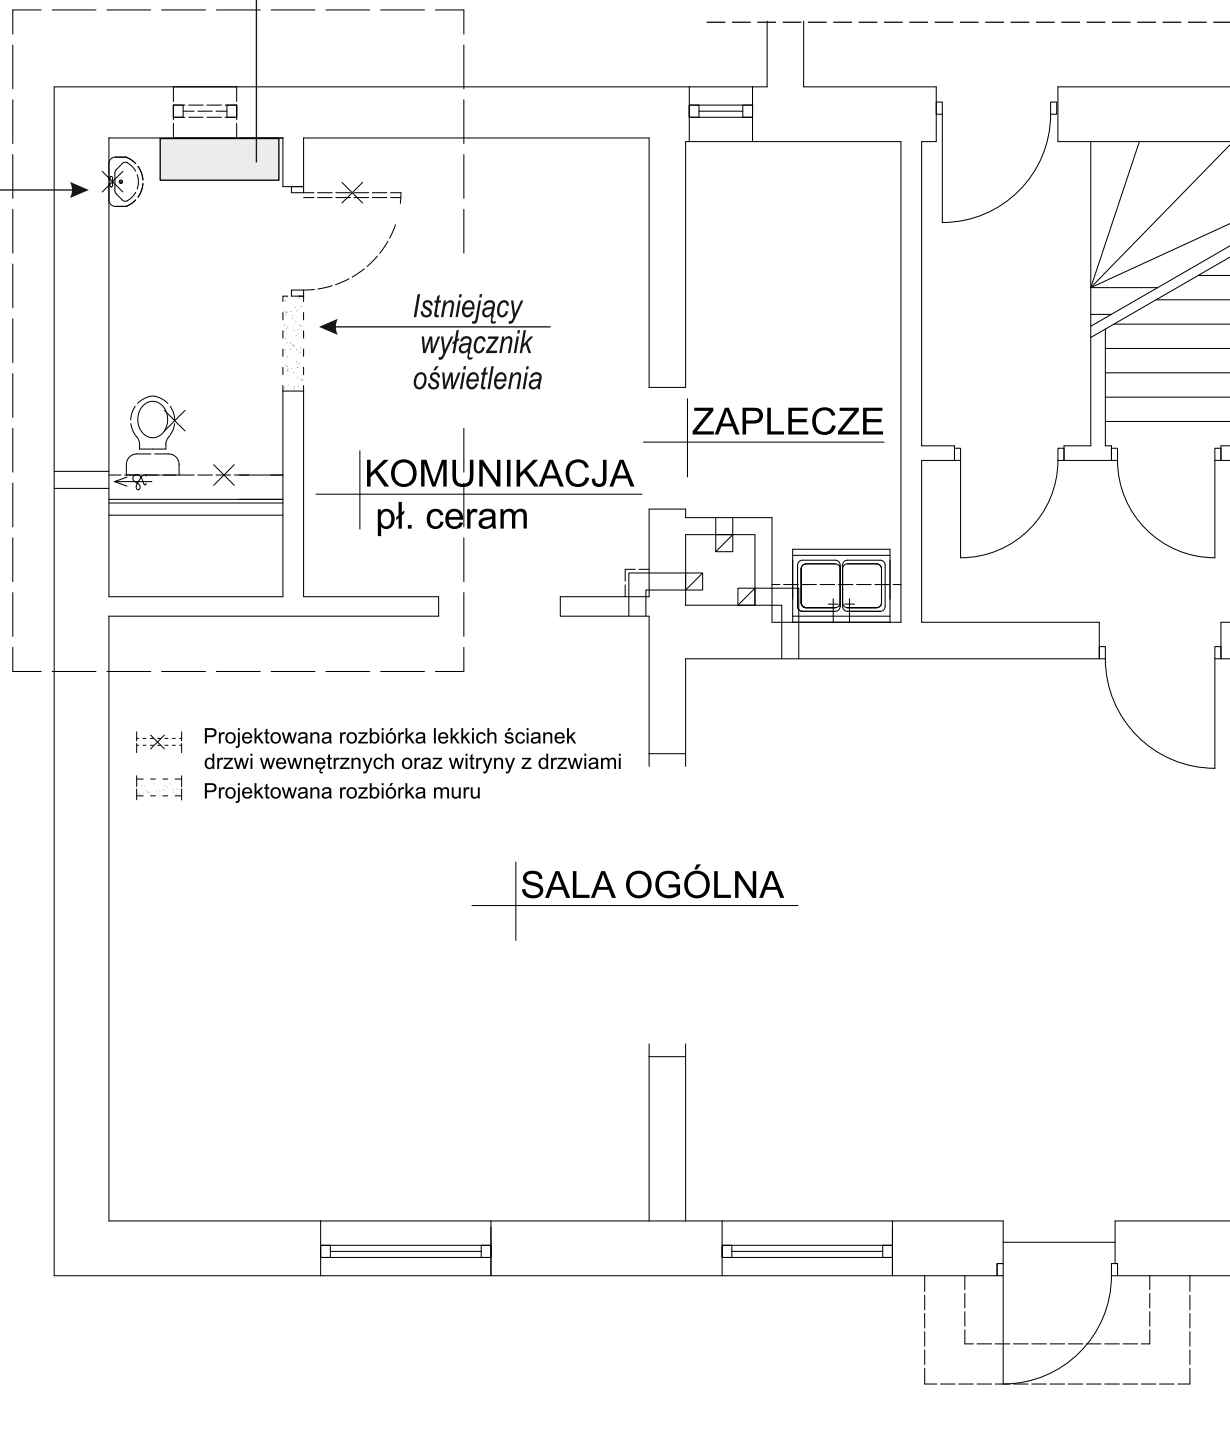 Istniejący
wyłącznik
oświetlenia
ZAPLECZE
KOMUNIKACJA
pł. ceram
Projektowana rozbiórka lekkich ścianek
drzwi wewnętrznych oraz witryny z drzwiami
Projektowana rozbiórka muru
SALA OGÓLNA